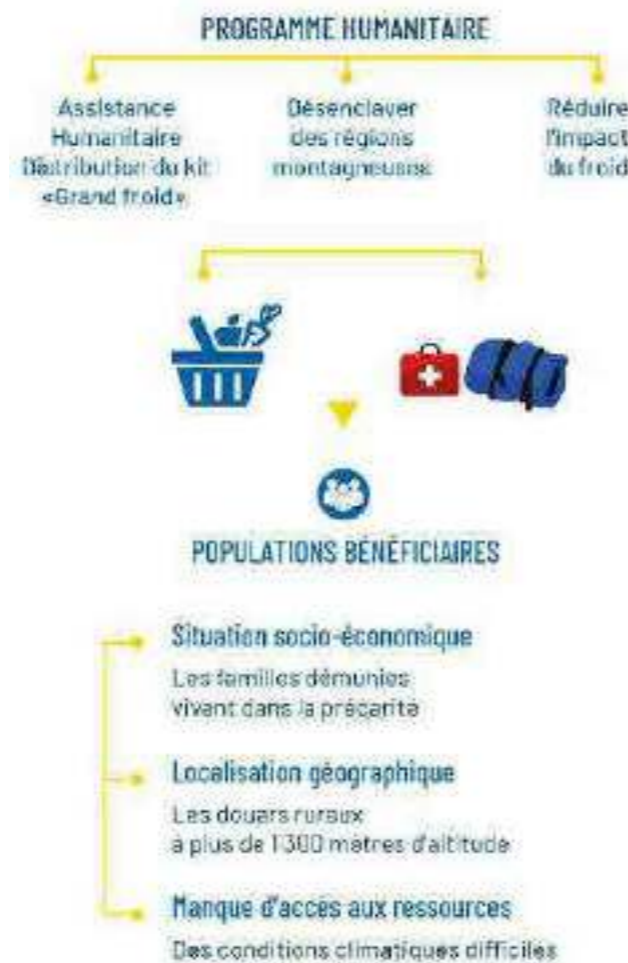 PROGRAMME HUMANITAIRE
Assistance
Humanitaire
Distribution du kit
«Grand froid»
Désenclaver
des régions
montagneuses
Réduire
l'impact
du froid
POPULATIONS BÉNÉFICIAIRES
Situation socio-économique
Les familles démunies
vivant dans la précarité
Localisation géographique
Les douars ruraux
à plus de 1300 mètres d'altitude
Manque d'accès aux ressources
Des conditions climatiques difficiles